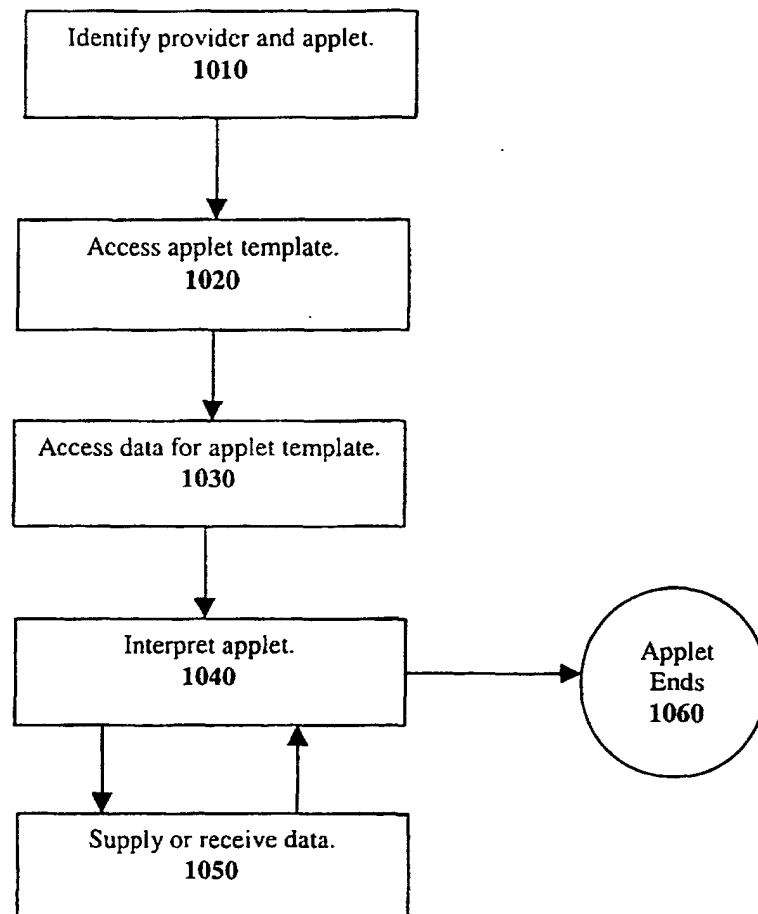 Identify provider and applet.
1010
Access applet template.
1020
Access data for applet template.
1030
Interpret applet.
1040
Applet
Ends
1060
Supply or receive data.
1050